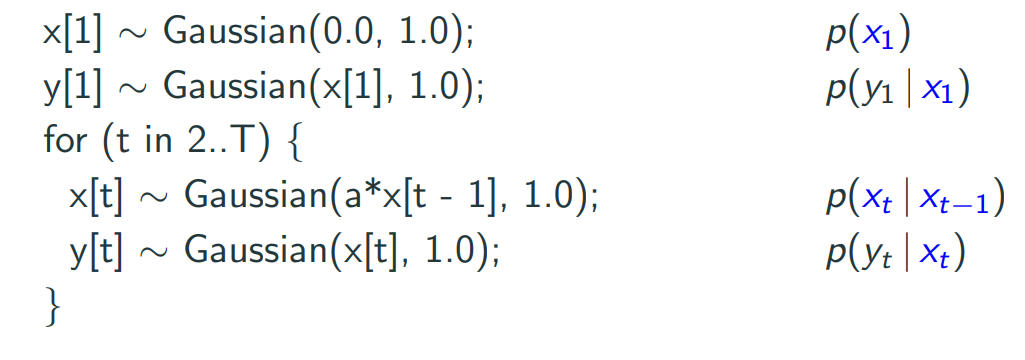 x[1] ∼ Gaussian(0.0, 1.0); p(x₁)
y[1] ∼ Gaussian(x[1], 1.0); p(y₁ | x₁)
for (t in 2..T) {
x[t] ∼ Gaussian(a*x[t - 1], 1.0); p(xₜ | xₜ₋₁)
y[t] ∼ Gaussian(x[t], 1.0); p(yₜ | xₜ)
}